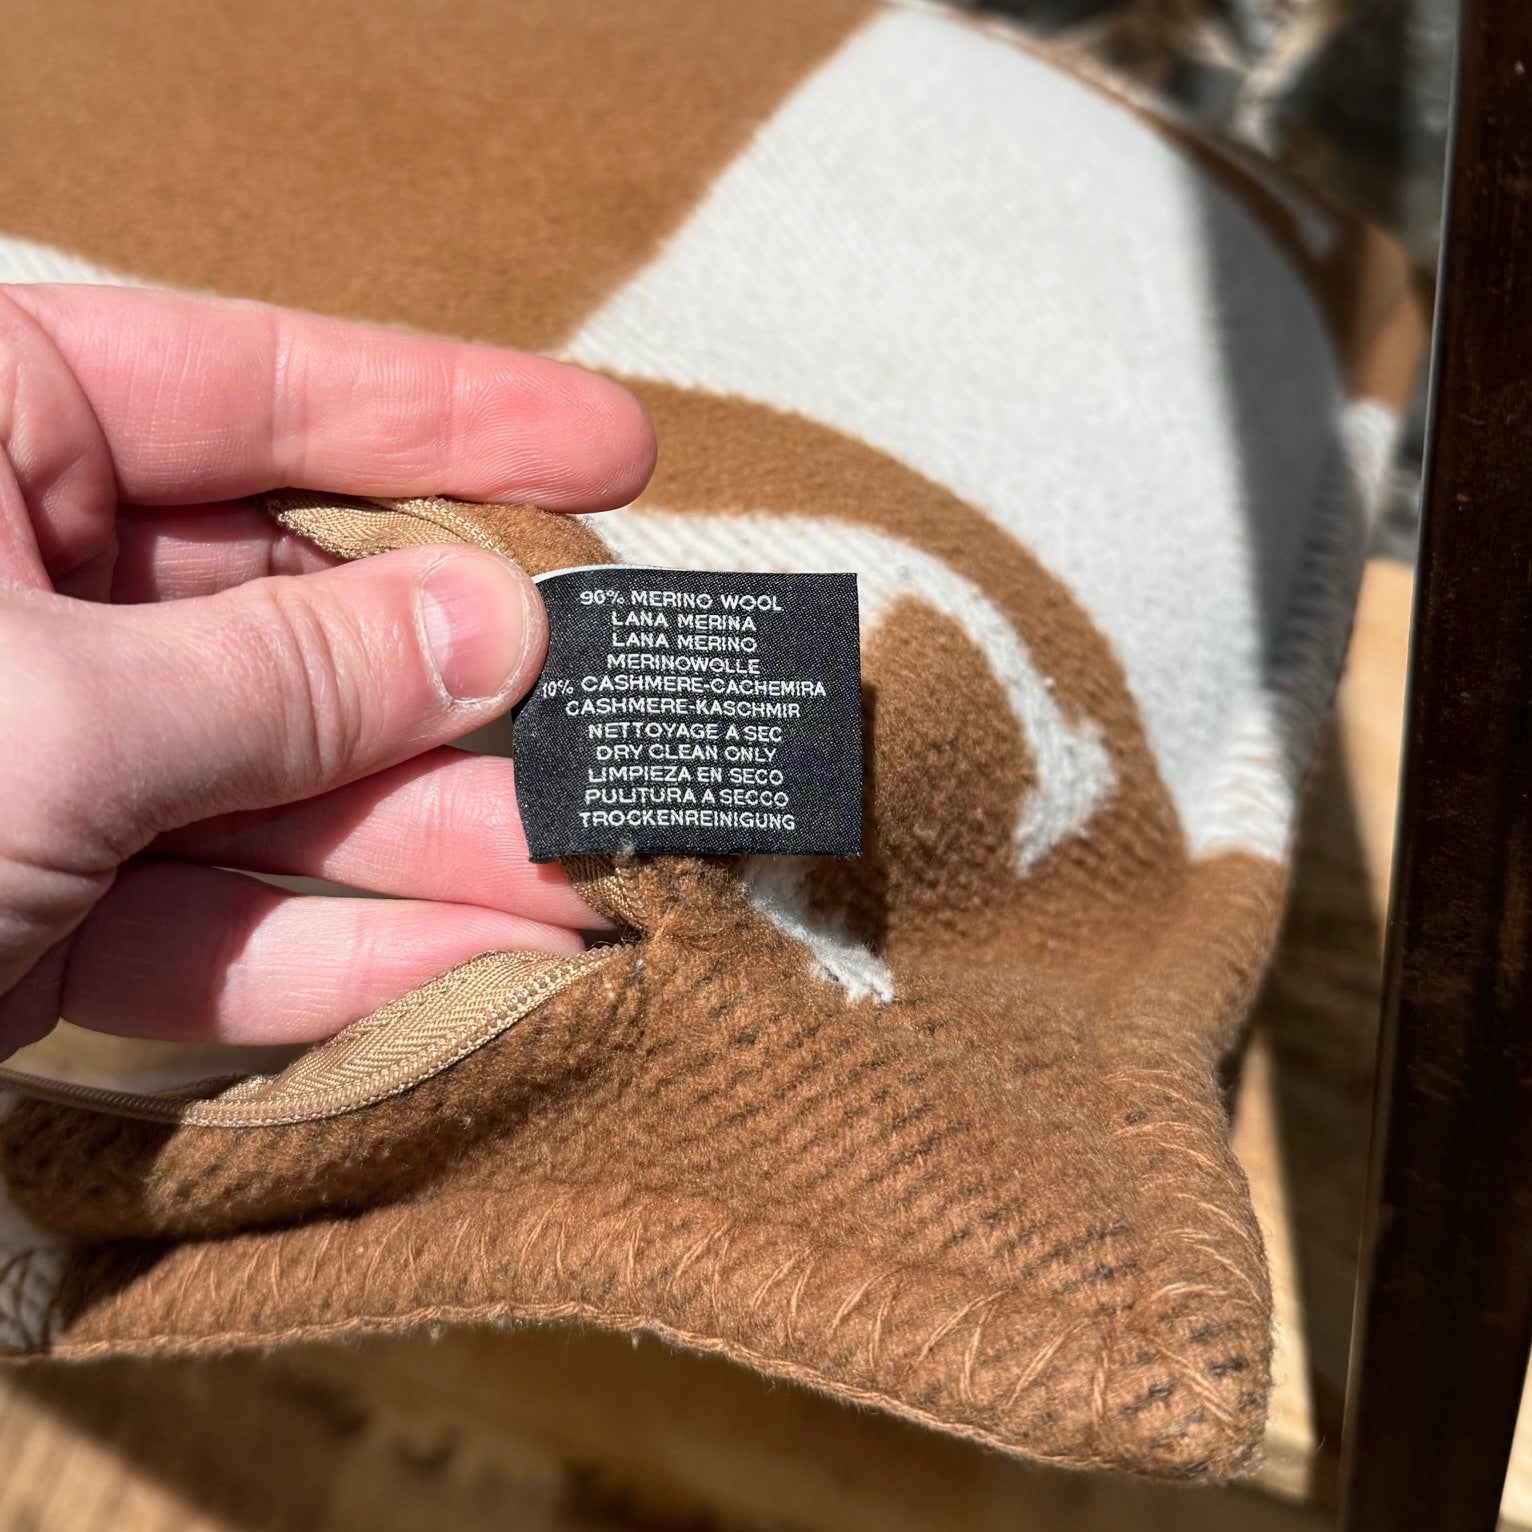 90% MERINO WOOL
LANA MERINA
LANA MERINO
MERINOWOLLE
10% CASHMERE-CACHEMIRA
CASHMERE-KASCHMIR
NETTOYAGE A SEC
DRY CLEAN ONLY
LIMPIEZA EN SECO
PULITURA A SECCO
TROCKENREINIGUNG